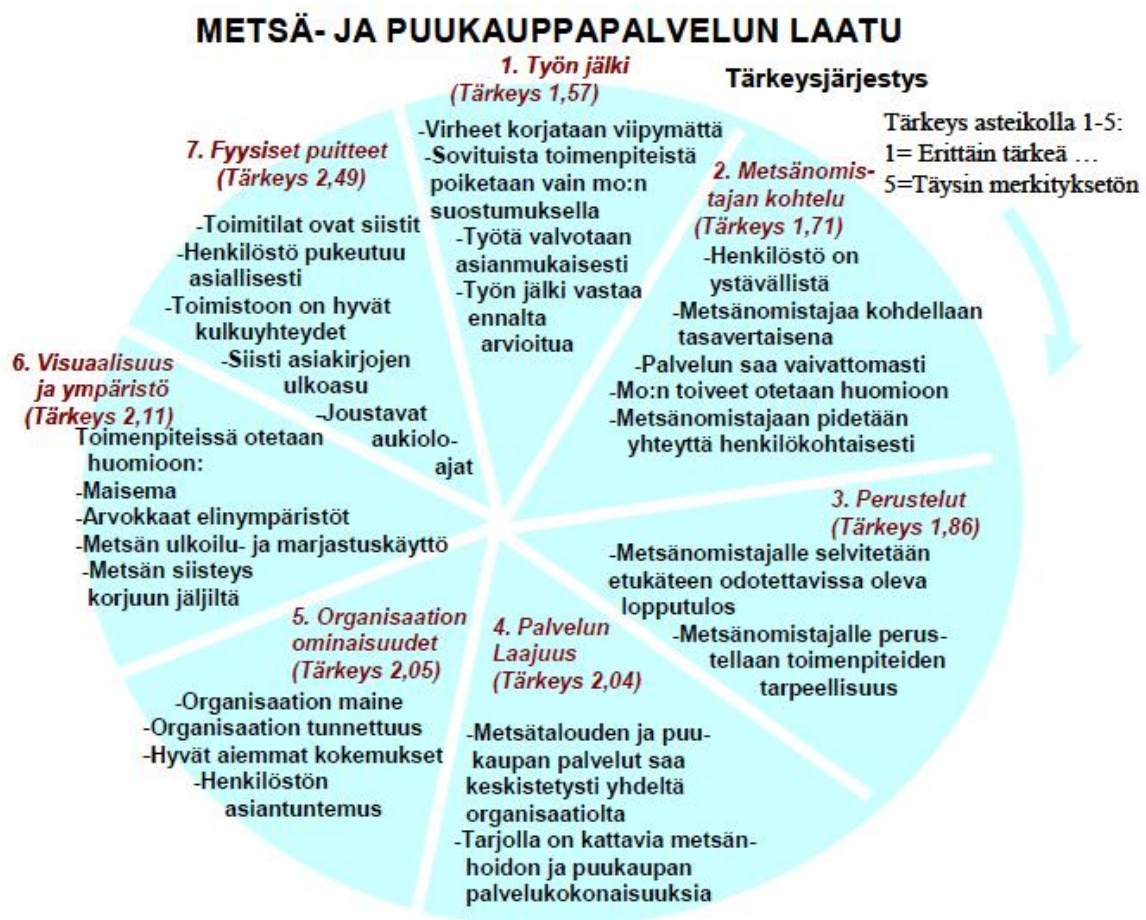 METSÄ- JA PUUKAUPPAPALVELUN LAATU
Tärkeysjärjestys
Tärkeys asteikolla 1-5:
1= Erittäin tärkeä …
5=Täysin merkityksetön
1. Työn jälki
(Tärkeys 1,57)
-Virheet korjataan viipymättä
-Sovituista toimenpiteistä
poiketaan vain mo:n
suostumuksella
-Työtä valvotaan
asianmukaisesti
-Työn jälki vastaa
ennalta
arvioitua
2. Metsänomis-
tajan kohtelu
(Tärkeys 1,71)
-Henkilöstö on
ystävällistä
-Metsänomistajaa kohdellaan
tasavertaisena
-Palvelun saa vaivattomasti
-Mo:n toiveet otetaan huomioon
-Metsänomistajaan pidetään
yhteyttä henkilökohtaisesti
3. Perustelut
(Tärkeys 1,86)
-Metsänomistajalle selvitetään
etukäteen odotettavissa oleva
lopputulos
-Metsänomistajalle perus-
tellaan toimenpiteiden
tarpeellisuus
4. Palvelun
Laajuus
(Tärkeys 2,04)
-Metsätalouden ja puu-
kaupan palvelut saa
keskistetysti yhdeltä
organisaatiolta
-Tarjolla on kattavia metsän-
hoidon ja puukaupan
palvelukokonaisuuksia
5. Organisaation
ominaisuudet
(Tärkeys 2,05)
-Organisaation maine
-Organisaation tunnettuus
-Hyvät aiemmat kokemukset
-Henkilöstön
asiantuntemus
6. Visuaalisuus
ja ympäristö
(Tärkeys 2,11)
Toimenpiteissä otetaan
huomioon:
-Maisema
-Arvokkaat elinympäristöt
-Metsän ulkoilu- ja marjastuskäyttö
-Metsän siisteys
korjuun jäljiltä
7. Fyysiset puitteet
(Tärkeys 2,49)
-Toimitilat ovat siistit
-Henkilöstö pukeutuu
asiallisesti
-Toimistoon on hyvät
kulkuyhteydet
-Siisti asiakirjojen
ulkoasu
-Joustavat
aukiolo-
ajat